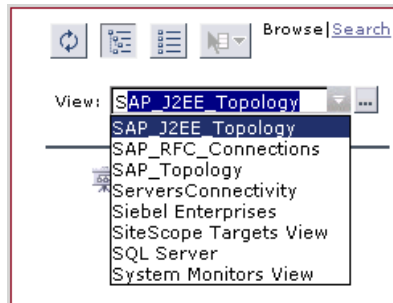 Browse|Search
View: SAP_J2EE_Topology ...
SAP_J2EE_Topology
SAP_RFC_Connections
SAP_Topology
ServersConnectivity
Siebel Enterprises
SiteScope Targets View
SQL Server
System Monitors View